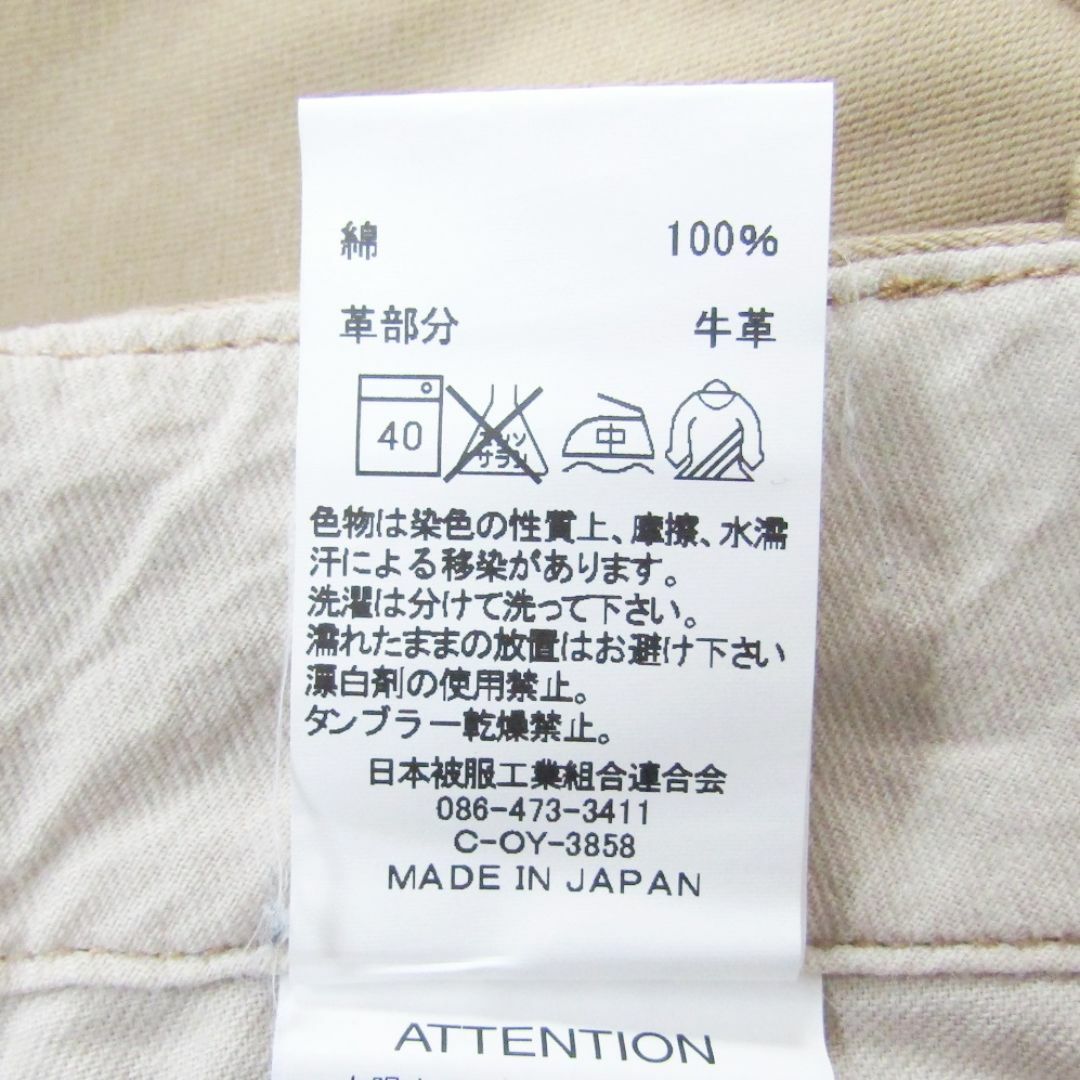 綿 100%
革部分 牛革
40 エンソサラシ 中
色物は染色の性質上、摩擦、水濡
汗による移染があります。
洗濯は分けて洗って下さい。
濡れたままの放置はお避け下さい
漂白剤の使用禁止。
タンブラー乾燥禁止。
日本被服工業組合連合会
086-473-3411
C-OY-3858
MADE IN JAPAN
ATTENTION